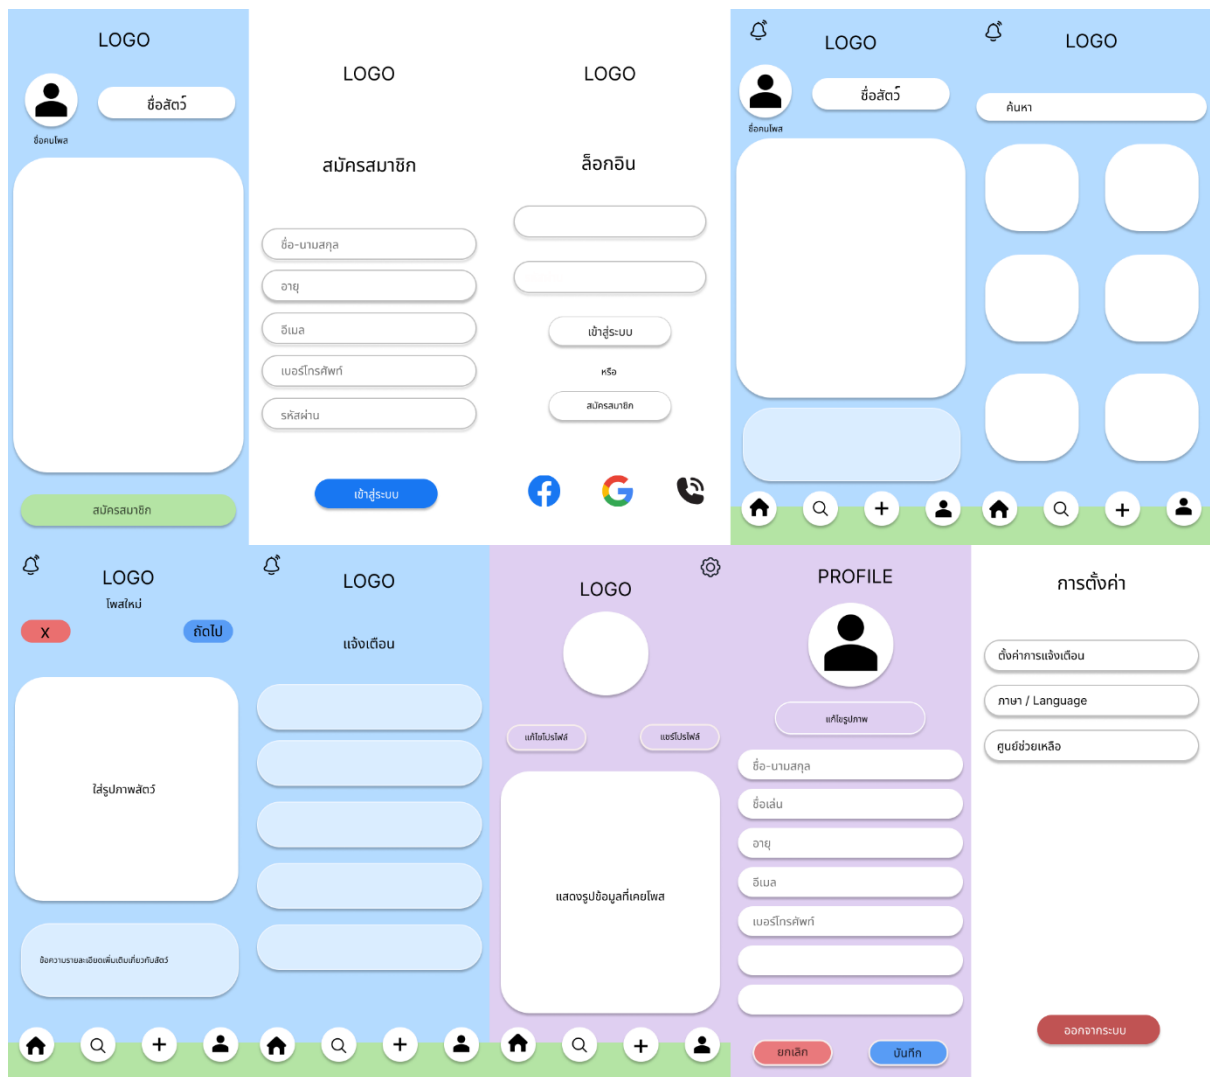 LOGO
ชื่อสัตว์
ชื่อคนโพส
สมัครสมาชิก
LOGO
สมัครสมาชิก
ชื่อ-นามสกุล
อายุ
อีเมล
เบอร์โทรศัพท์
รหัสผ่าน
เข้าสู่ระบบ
LOGO
ล็อกอิน
เข้าสู่ระบบ
หรือ
สมัครสมาชิก
LOGO
ชื่อสัตว์
ชื่อคนโพส
LOGO
ค้นหา
LOGO
โพสใหม่
X
ถัดไป
ใส่รูปภาพสัตว์
ข้อความรายละเอียดเพิ่มเติมเกี่ยวกับสัตว์
LOGO
แจ้งเตือน
LOGO
แก้ไขโปรไฟล์
แชร์โปรไฟล์
แสดงรูปข้อมูลที่เคยโพส
PROFILE
แก้ไขรูปภาพ
ชื่อ-นามสกุล
ชื่อเล่น
อายุ
อีเมล
เบอร์โทรศัพท์
ยกเลิก
บันทึก
การตั้งค่า
ตั้งค่าการแจ้งเตือน
ภาษา / Language
ศูนย์ช่วยเหลือ
ออกจากระบบ